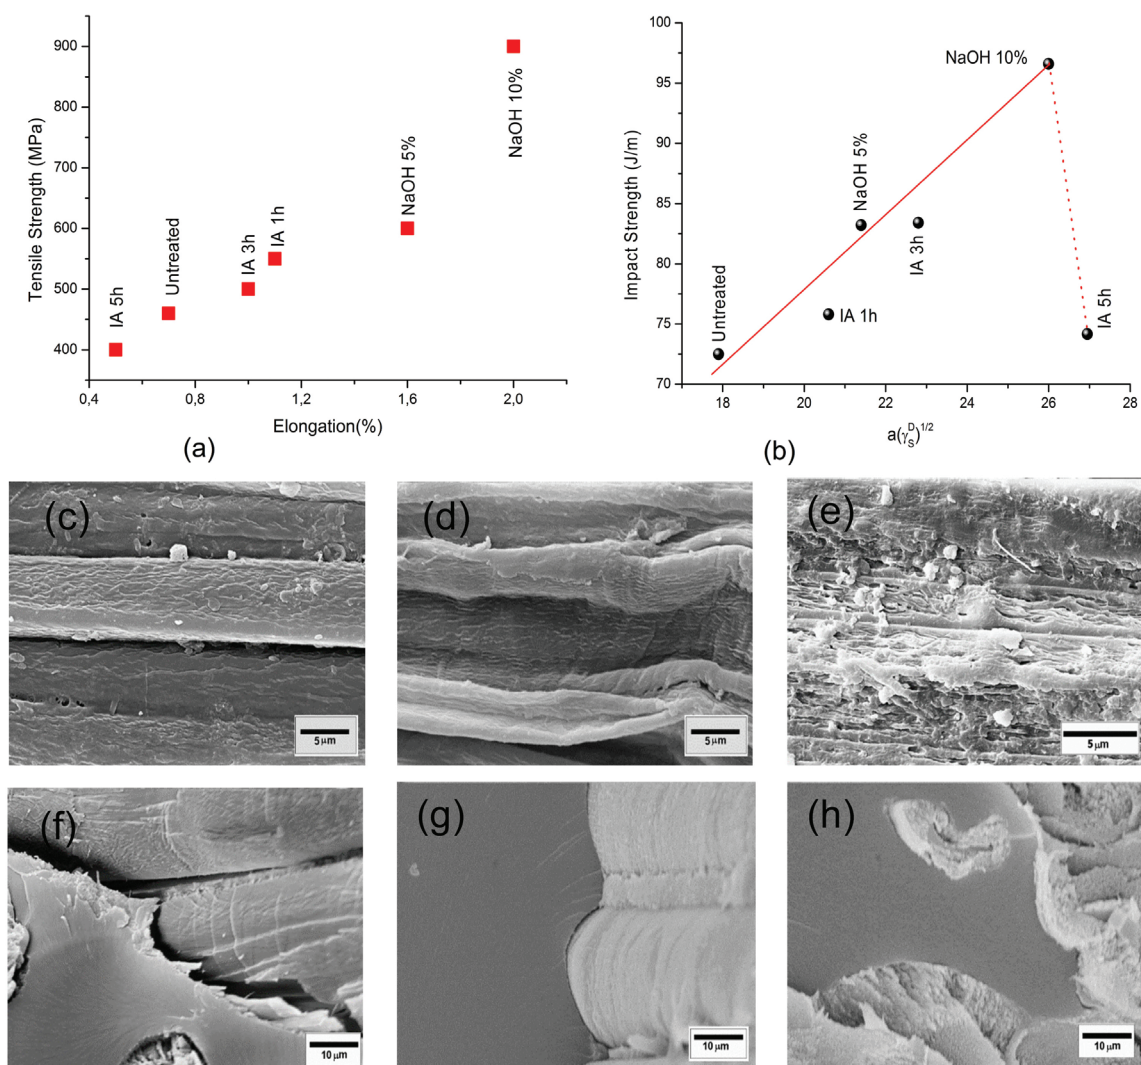 900
800
700
600
500
400
Tensile Strength (MPa)
IA 5h
Untreated
IA 3h
IA 1h
NaOH 5%
NaOH 10%
0,4
0,8
1,2
1,6
2,0
Elongation(%)
(a)
100
95
90
85
80
75
70
Impact Strength (J/m)
Untreated
IA 1h
NaOH 5%
IA 3h
NaOH 10%
IA 5h
18
20
22
24
26
28
a(γ_S^D)^1/2
(b)
(c)
5 µm
(d)
5 µm
(e)
5 µm
(f)
10 µm
(g)
10 µm
(h)
10 µm